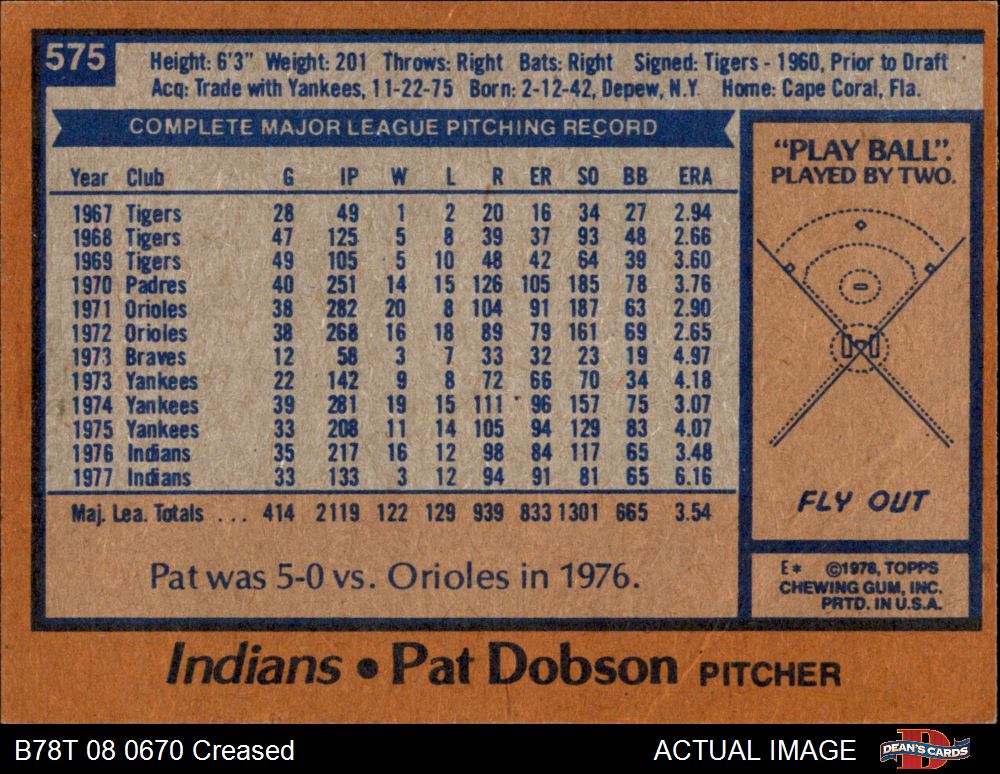 575
Height: 6'3" Weight: 201 Throws: Right Bats: Right Signed: Tigers - 1960, Prior to Draft
Acq: Trade with Yankees, 11-22-75 Born: 2-12-42, Depew, N.Y. Home: Cape Coral, Fla.
COMPLETE MAJOR LEAGUE PITCHING RECORD
Year Club G IP W L R ER SO BB ERA
1967 Tigers 28 49 1 2 20 16 34 27 2.94
1968 Tigers 47 125 5 8 39 37 93 48 2.66
1969 Tigers 49 105 5 10 48 42 64 39 3.60
1970 Padres 40 251 14 15 126 105 185 78 3.76
1971 Orioles 38 282 20 8 104 91 187 63 2.90
1972 Orioles 38 268 16 18 89 79 161 69 2.65
1973 Braves 12 58 3 7 33 32 23 19 4.97
1973 Yankees 22 142 9 8 72 66 70 34 4.18
1974 Yankees 39 281 19 15 111 96 157 75 3.07
1975 Yankees 33 208 11 14 105 94 129 83 4.07
1976 Indians 35 217 16 12 98 84 117 65 3.48
1977 Indians 33 133 3 12 94 91 81 65 6.16
Maj. Lea. Totals ... 414 2119 122 129 939 833 1301 665 3.54
Pat was 5-0 vs. Orioles in 1976.
"PLAY BALL".
PLAYED BY TWO.
FLY OUT
E* ©1978, TOPPS
CHEWING GUM, INC.
PRTD. IN U.S.A.
Indians • Pat Dobson PITCHER
B78T 08 0670 Creased
ACTUAL IMAGE
DEAN'S CARDS